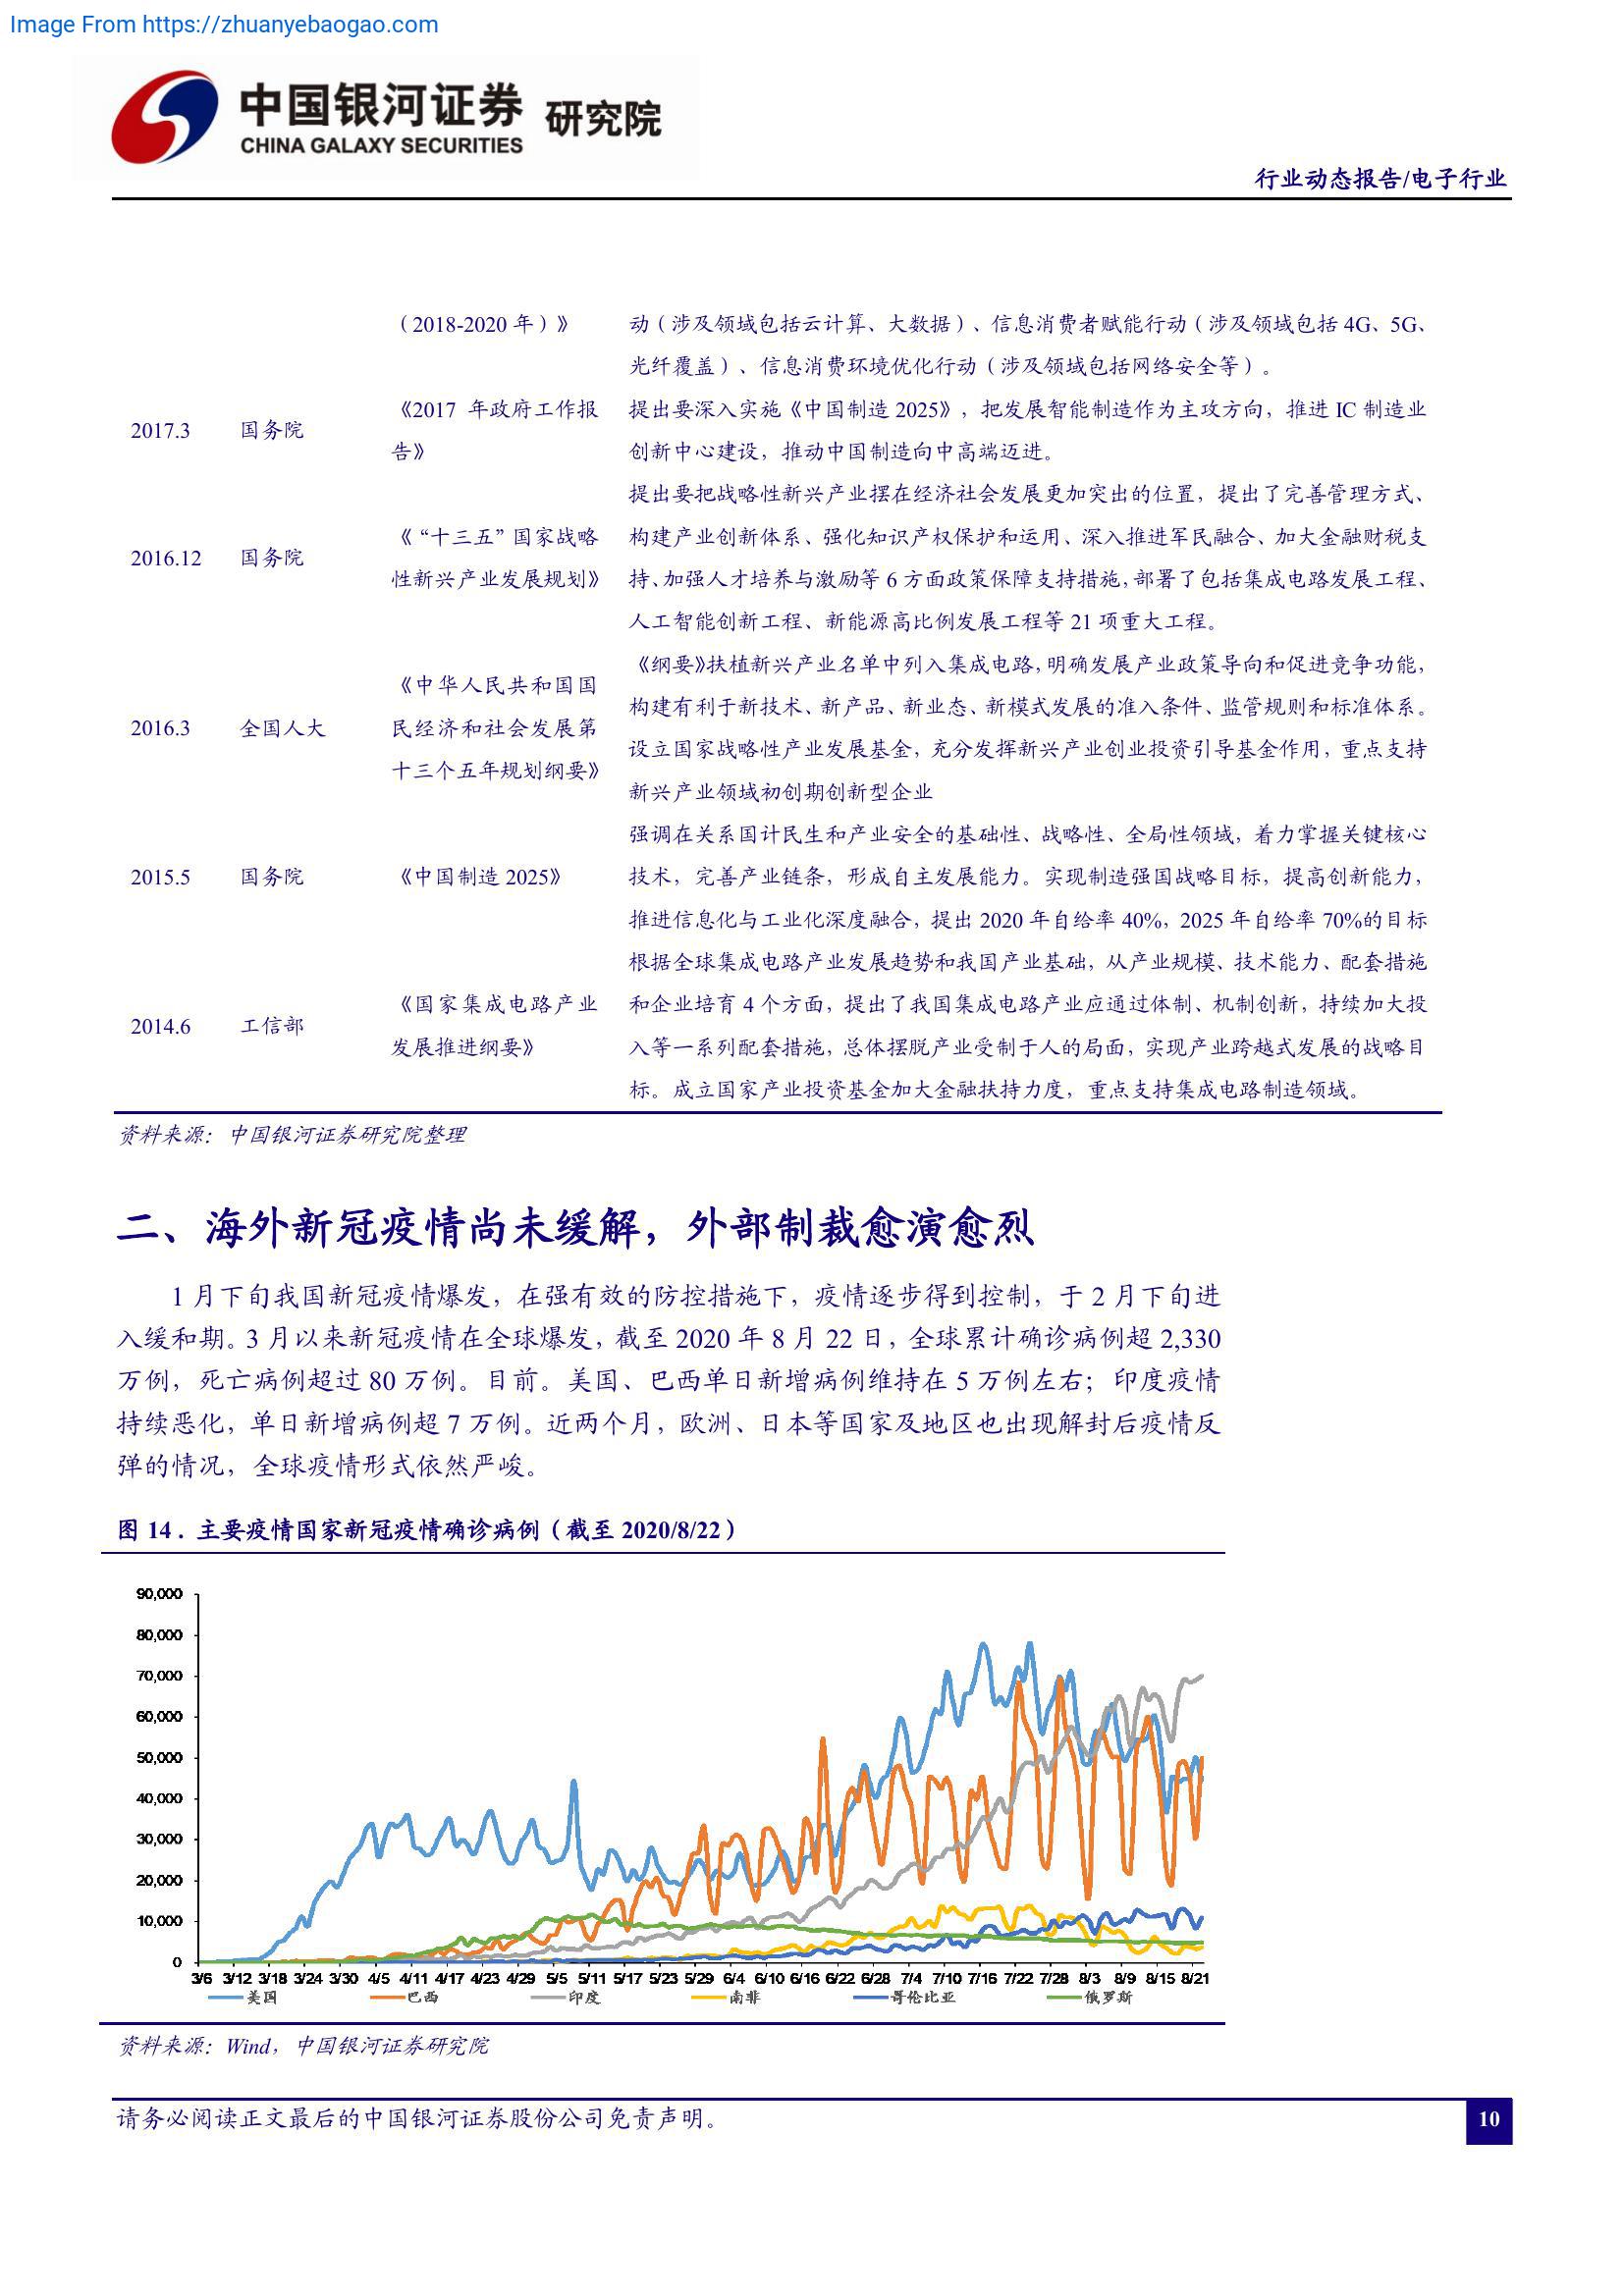 Image From https://zhuanyebaogao.com
中国银河证券 研究院
CHINA GALAXY SECURITIES
行业动态报告/电子行业
（2018-2020 年）》 动（涉及领域包括云计算、大数据）、信息消费者赋能行动（涉及领域包括 4G、5G、
光纤覆盖）、信息消费环境优化行动（涉及领域包括网络安全等）。
2017.3 国务院
《2017 年政府工作报
告》
提出要深入实施《中国制造 2025》，把发展智能制造作为主攻方向，推进 IC 制造业
创新中心建设，推动中国制造向中高端迈进。
2016.12 国务院
《“十三五”国家战略
性新兴产业发展规划》
提出要把战略性新兴产业摆在经济社会发展更加突出的位置，提出了完善管理方式、
构建产业创新体系、强化知识产权保护和运用、深入推进军民融合、加大金融财税支
持、加强人才培养与激励等 6 方面政策保障支持措施，部署了包括集成电路发展工程、
人工智能创新工程、新能源高比例发展工程等 21 项重大工程。
2016.3 全国人大
《中华人民共和国国
民经济和社会发展第
十三个五年规划纲要》
《纲要》扶植新兴产业名单中列入集成电路，明确发展产业政策导向和促进竞争功能，
构建有利于新技术、新产品、新业态、新模式发展的准入条件、监管规则和标准体系。
设立国家战略性产业发展基金，充分发挥新兴产业创业投资引导基金作用，重点支持
新兴产业领域初创期创新型企业
2015.5 国务院 《中国制造 2025》
强调在关系国计民生和产业安全的基础性、战略性、全局性领域，着力掌握关键核心
技术，完善产业链条，形成自主发展能力。实现制造强国战略目标，提高创新能力，
推进信息化与工业化深度融合，提出 2020 年自给率 40%，2025 年自给率 70%的目标
2014.6 工信部
《国家集成电路产业
发展推进纲要》
根据全球集成电路产业发展趋势和我国产业基础，从产业规模、技术能力、配套措施
和企业培育 4 个方面，提出了我国集成电路产业应通过体制、机制创新，持续加大投
入等一系列配套措施，总体摆脱产业受制于人的局面，实现产业跨越式发展的战略目
标。成立国家产业投资基金加大金融扶持力度，重点支持集成电路制造领域。
资料来源：中国银河证券研究院整理
二、海外新冠疫情尚未缓解，外部制裁愈演愈烈
1 月下旬我国新冠疫情爆发，在强有效的防控措施下，疫情逐步得到控制，于 2 月下旬进
入缓和期。3 月以来新冠疫情在全球爆发，截至 2020 年 8 月 22 日，全球累计确诊病例超 2,330
万例，死亡病例超过 80 万例。目前。美国、巴西单日新增病例维持在 5 万例左右；印度疫情
持续恶化，单日新增病例超 7 万例。近两个月，欧洲、日本等国家及地区也出现解封后疫情反
弹的情况，全球疫情形式依然严峻。
图 14．主要疫情国家新冠疫情确诊病例（截至 2020/8/22）
90,000
80,000
70,000
60,000
50,000
40,000
30,000
20,000
10,000
0
3/6 3/12 3/18 3/24 3/30 4/5 4/11 4/17 4/23 4/29 5/5 5/11 5/17 5/23 5/29 6/4 6/10 6/16 6/22 6/28 7/4 7/10 7/16 7/22 7/28 8/3 8/9 8/15 8/21
美国 巴西 印度 南非 哥伦比亚 俄罗斯
资料来源：Wind，中国银河证券研究院
请务必阅读正文最后的中国银河证券股份公司免责声明。
10